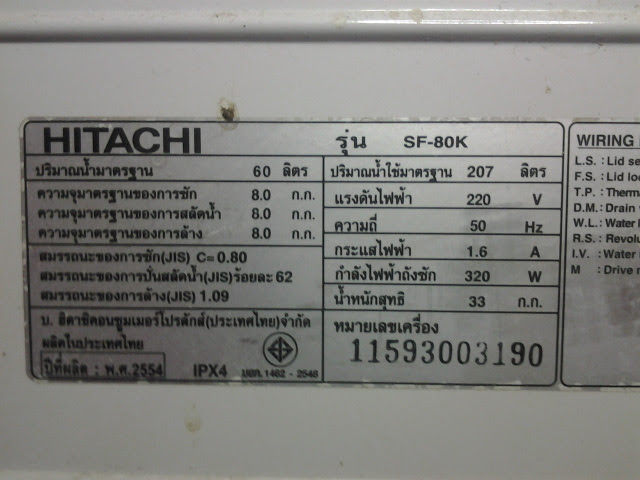 HITACHI
รุ่น SF-80K
ปริมาณน้ำมาตรฐาน 60 ลิตร
ความจุมาตรฐานของการซัก 8.0 ก.ก.
ความจุมาตรฐานของการสลัดน้ำ 8.0 ก.ก.
ความจุมาตรฐานของการล้าง 8.0 ก.ก.
สมรรถนะของการซัก(JIS) C= 0.80
สมรรถนะของการปั่นสลัดน้ำ(JIS)ร้อยละ 62
สมรรถนะของการล้าง(JIS) 1.09
บ. ฮิตาชิคอนซูมเมอร์โปรดักส์(ประเทศไทย)จำกัด
ผลิตในประเทศไทย
ปีที่ผลิต : พ.ศ.2554 IPX4 มอก. 1462 - 2548
ปริมาณน้ำใช้มาตรฐาน 207 ลิตร
แรงดันไฟฟ้า 220 V
ความถี่ 50 Hz
กระแสไฟฟ้า 1.6 A
กำลังไฟฟ้าถังซัก 320 W
น้ำหนักสุทธิ 33 ก.ก.
หมายเลขเครื่อง
11593003190
WIRING
L.S. : Lid
F.S. : Lid
T.P. :
D.M. : Drain
W.L. : Water
R.S. :
I.V. : Water
M : Drive